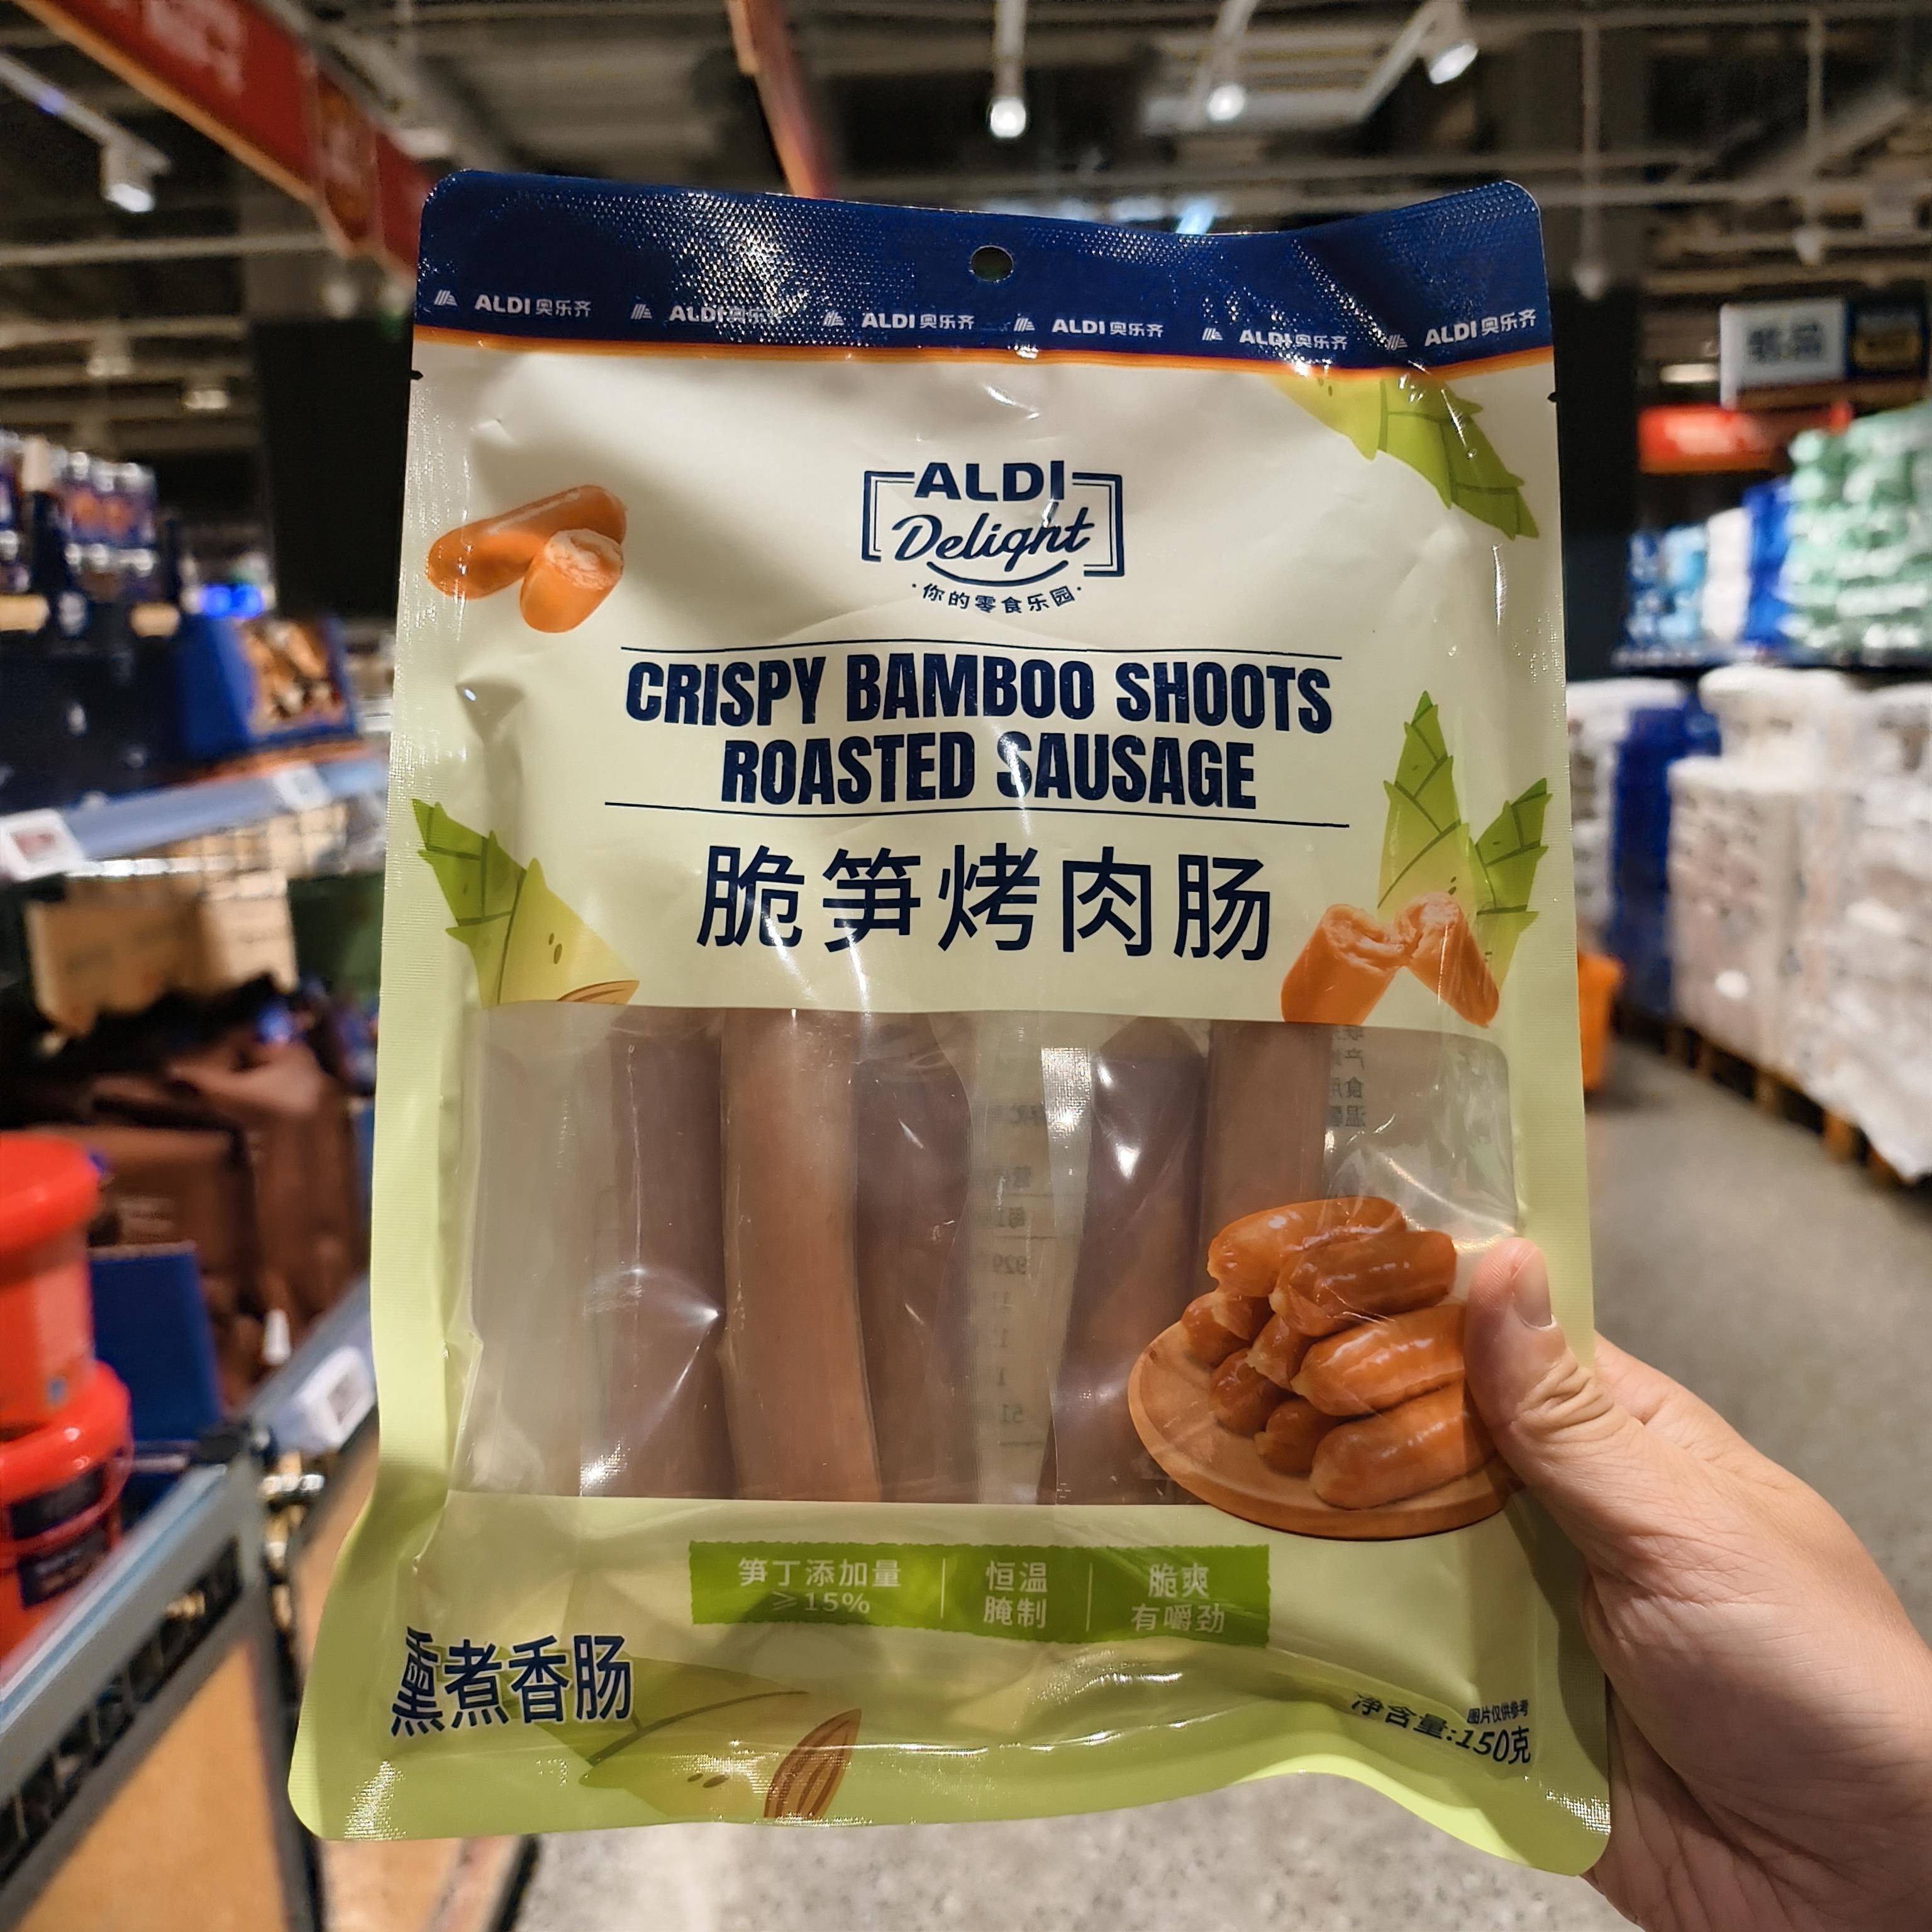 ALDI 奥乐齐 ALDI 奥乐齐 ALDI 奥乐齐 ALDI 奥乐齐 ALDI 奥乐齐 ALDI 奥乐齐
ALDI
Delight
·你的零食乐园·
CRISPY BAMBOO SHOOTS
ROASTED SAUSAGE
脆笋烤肉肠
笋丁添加量
≥15%
恒温
腌制
脆爽
有嚼劲
熏煮香肠
图片仅供参考
净含量:150克